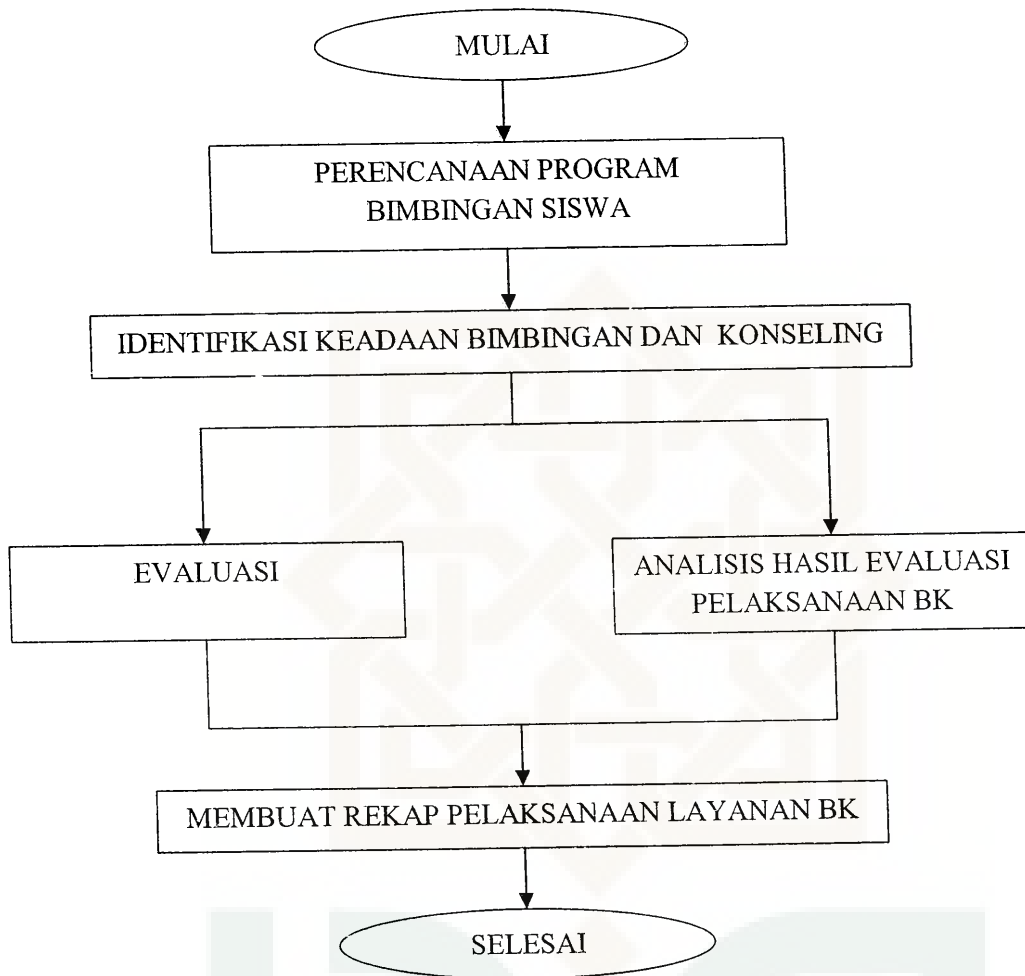 MULAI
PERENCANAAN PROGRAM
BIMBINGAN SISWA
IDENTIFIKASI KEADAAN BIMBINGAN DAN KONSELING
EVALUASI
ANALISIS HASIL EVALUASI
PELAKSANAAN BK
MEMBUAT REKAP PELAKSANAAN LAYANAN BK
SELESAI